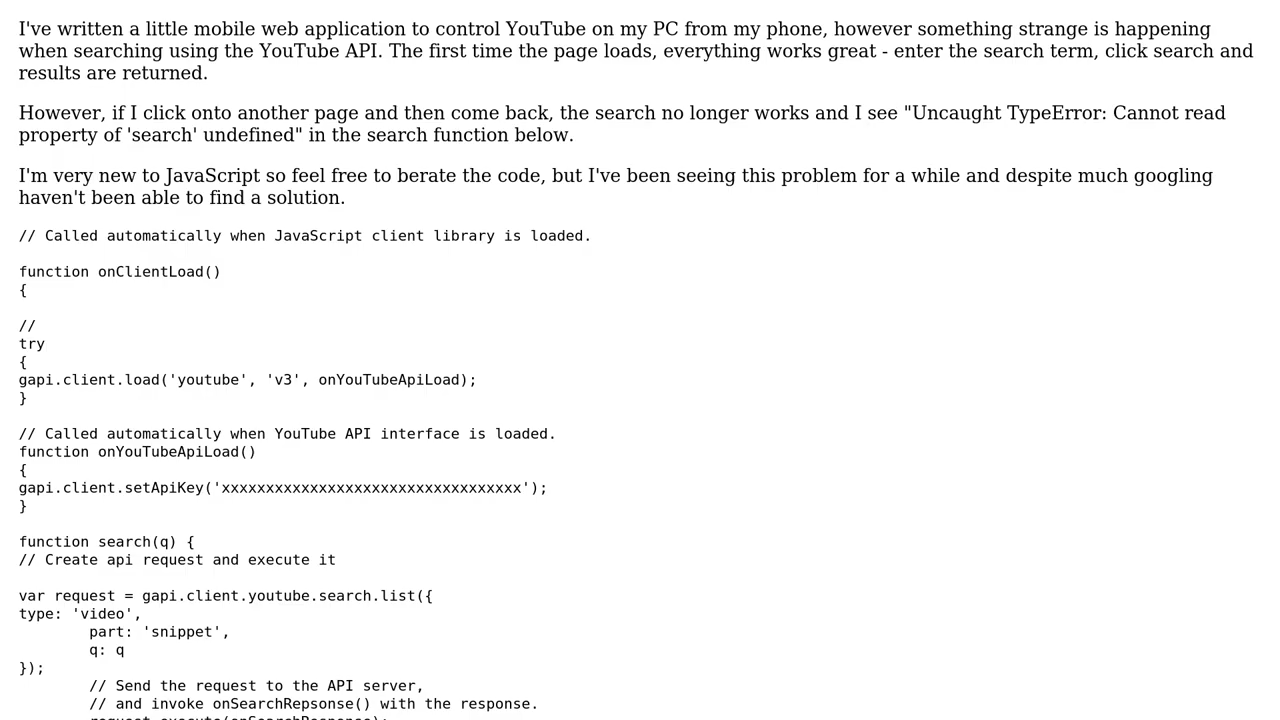 I've written a little mobile web application to control YouTube on my PC from my phone, however something strange is happening
when searching using the YouTube API. The first time the page loads, everything works great - enter the search term, click search and
results are returned.
However, if I click onto another page and then come back, the search no longer works and I see "Uncaught TypeError: Cannot read
property of 'search' undefined" in the search function below.
I'm very new to JavaScript so feel free to berate the code, but I've been seeing this problem for a while and despite much googling
haven't been able to find a solution.
// Called automatically when JavaScript client library is loaded.
function onClientLoad()
{
//
try
{
gapi.client.load('youtube', 'v3', onYouTubeApiLoad);
}
// Called automatically when YouTube API interface is loaded.
function onYouTubeApiLoad()
{
gapi.client.setApiKey('xxxxxxxxxxxxxxxxxxxxxxxxxxxxxxxxxx');
}
function search(q) {
// Create api request and execute it
var request = gapi.client.youtube.search.list({
type: 'video',
        part: 'snippet',
        q: q
});
        // Send the request to the API server,
        // and invoke onSearchRepsonse() with the response.
        request.execute(onSearchResponse);